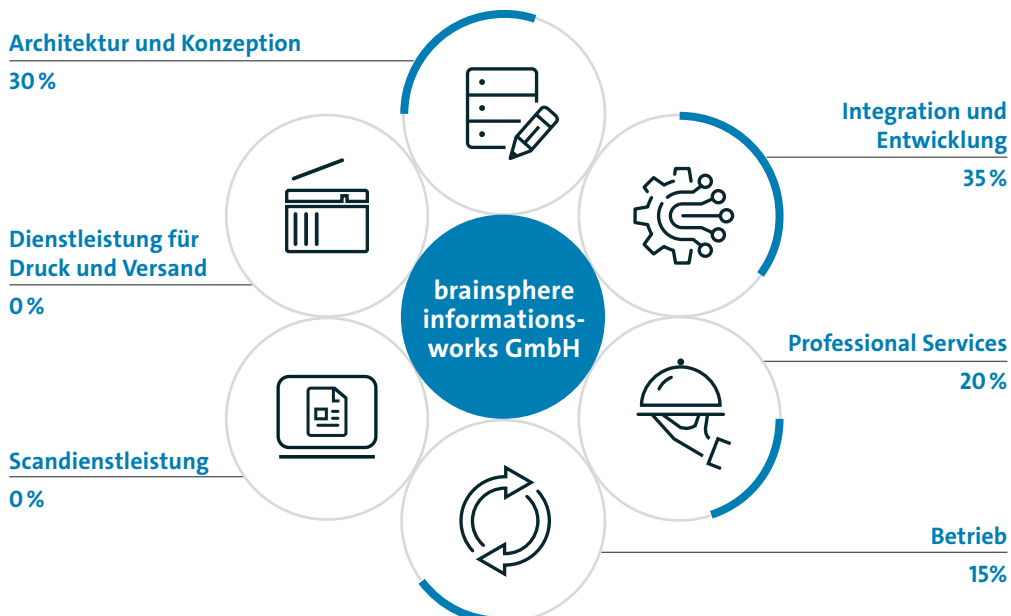 Architektur und Konzeption
30 %
Integration und
Entwicklung
35 %
Dienstleistung für
Druck und Versand
0 %
brainsphere
informations-
works GmbH
Professional Services
20 %
Scandienstleistung
0 %
Betrieb
15%